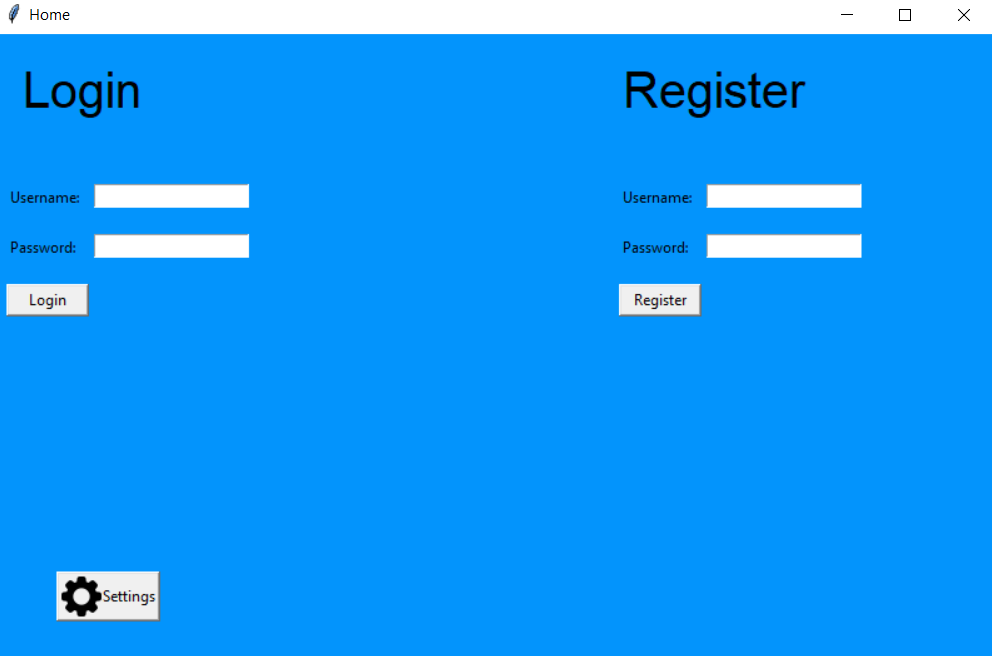 Home
Login
Register
Username:
Username:
Password:
Password:
Login
Register
Settings